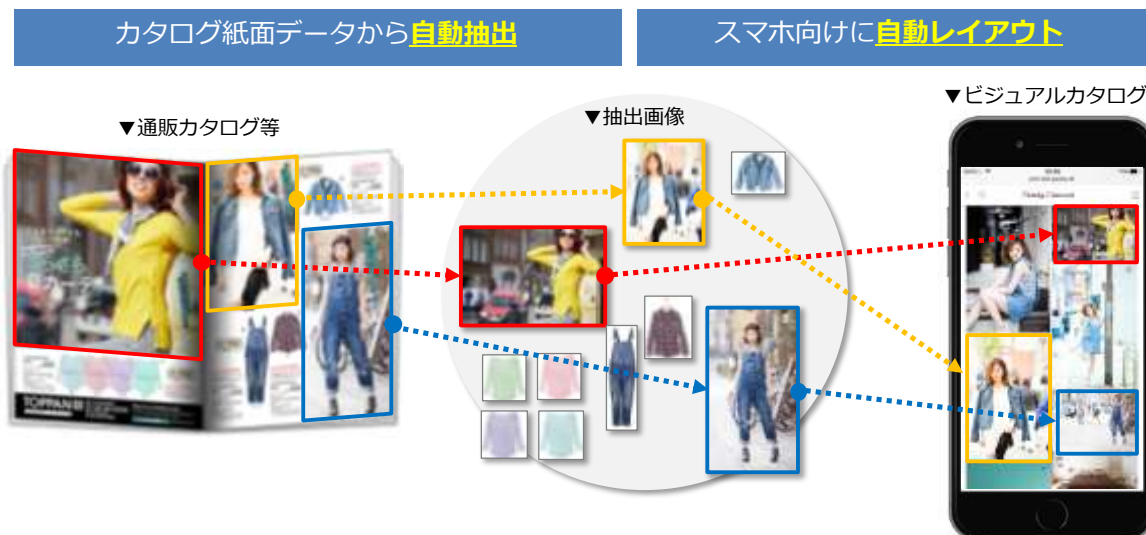 カタログ紙面データから自動抽出
スマホ向けに自動レイアウト
▼通販カタログ等
▼抽出画像
▼ビジュアルカタログ
TOPPAN